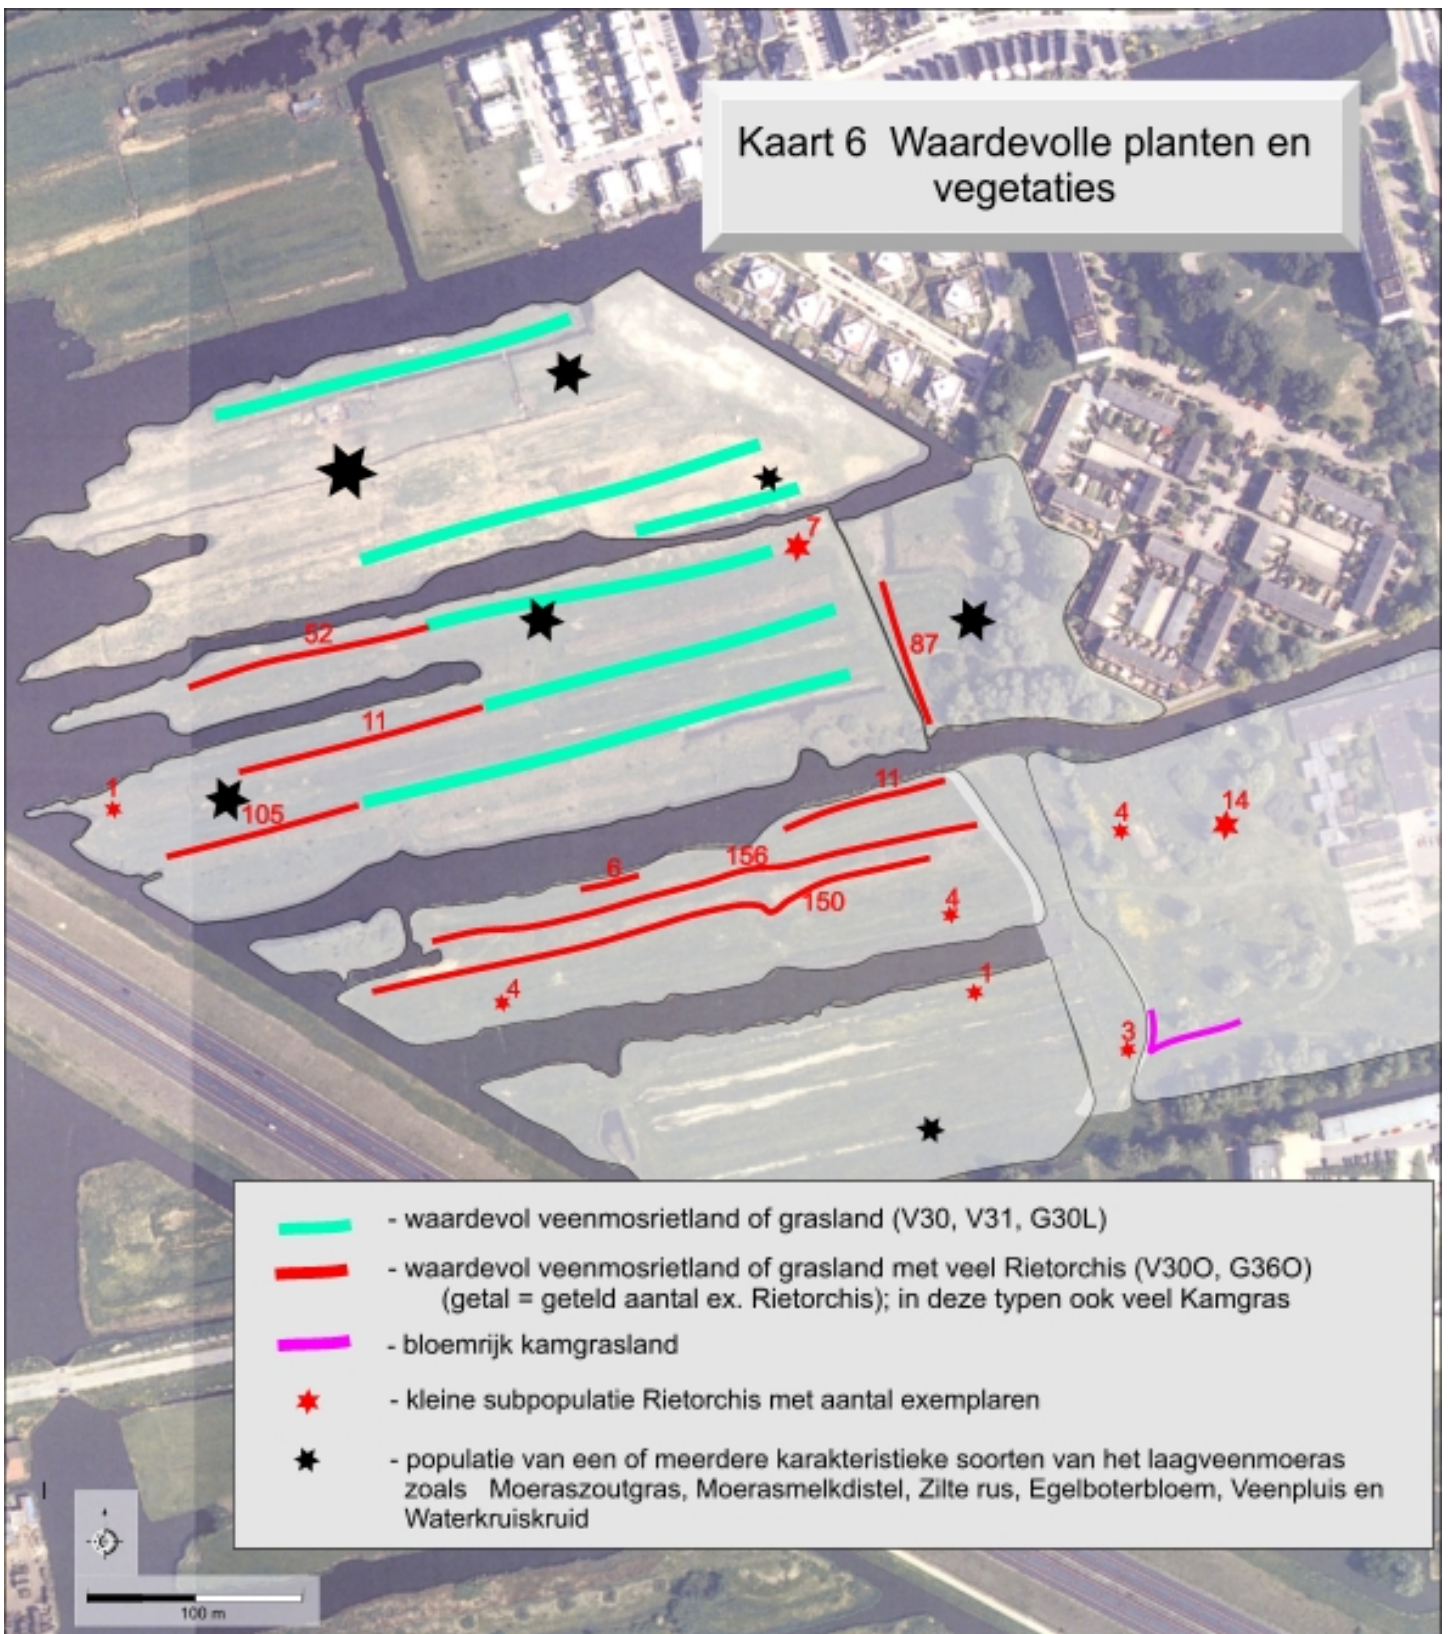 Kaart 6 Waardevolle planten en
vegetaties
7
52
87
11
1
105
11
4
14
156
6
150
4
4
1
3
- waardevol veenmosrietland of grasland (V30, V31, G30L)
- waardevol veenmosrietland of grasland met veel Rietorchis (V30O, G36O)
(getal = geteld aantal ex. Rietorchis); in deze typen ook veel Kamgras
- bloemrijk kamgrasland
- kleine subpopulatie Rietorchis met aantal exemplaren
- populatie van een of meerdere karakteristieke soorten van het laagveenmoeras
zoals Moeraszoutgras, Moerasmelkdistel, Zilte rus, Egelboterbloem, Veenpluis en
Waterkruiskruid
100 m